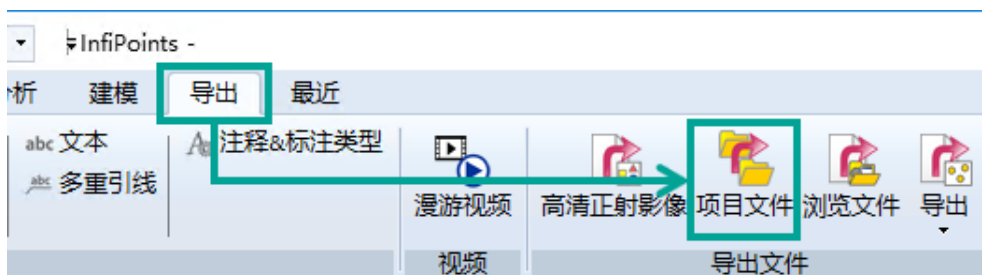 InfiPoints -
析 建模 导出 最近
abc 文本 A 注释&标注类型
abc 多重引线
漫游视频 高清正射影像 项目文件 浏览文件 导出
视频 导出文件